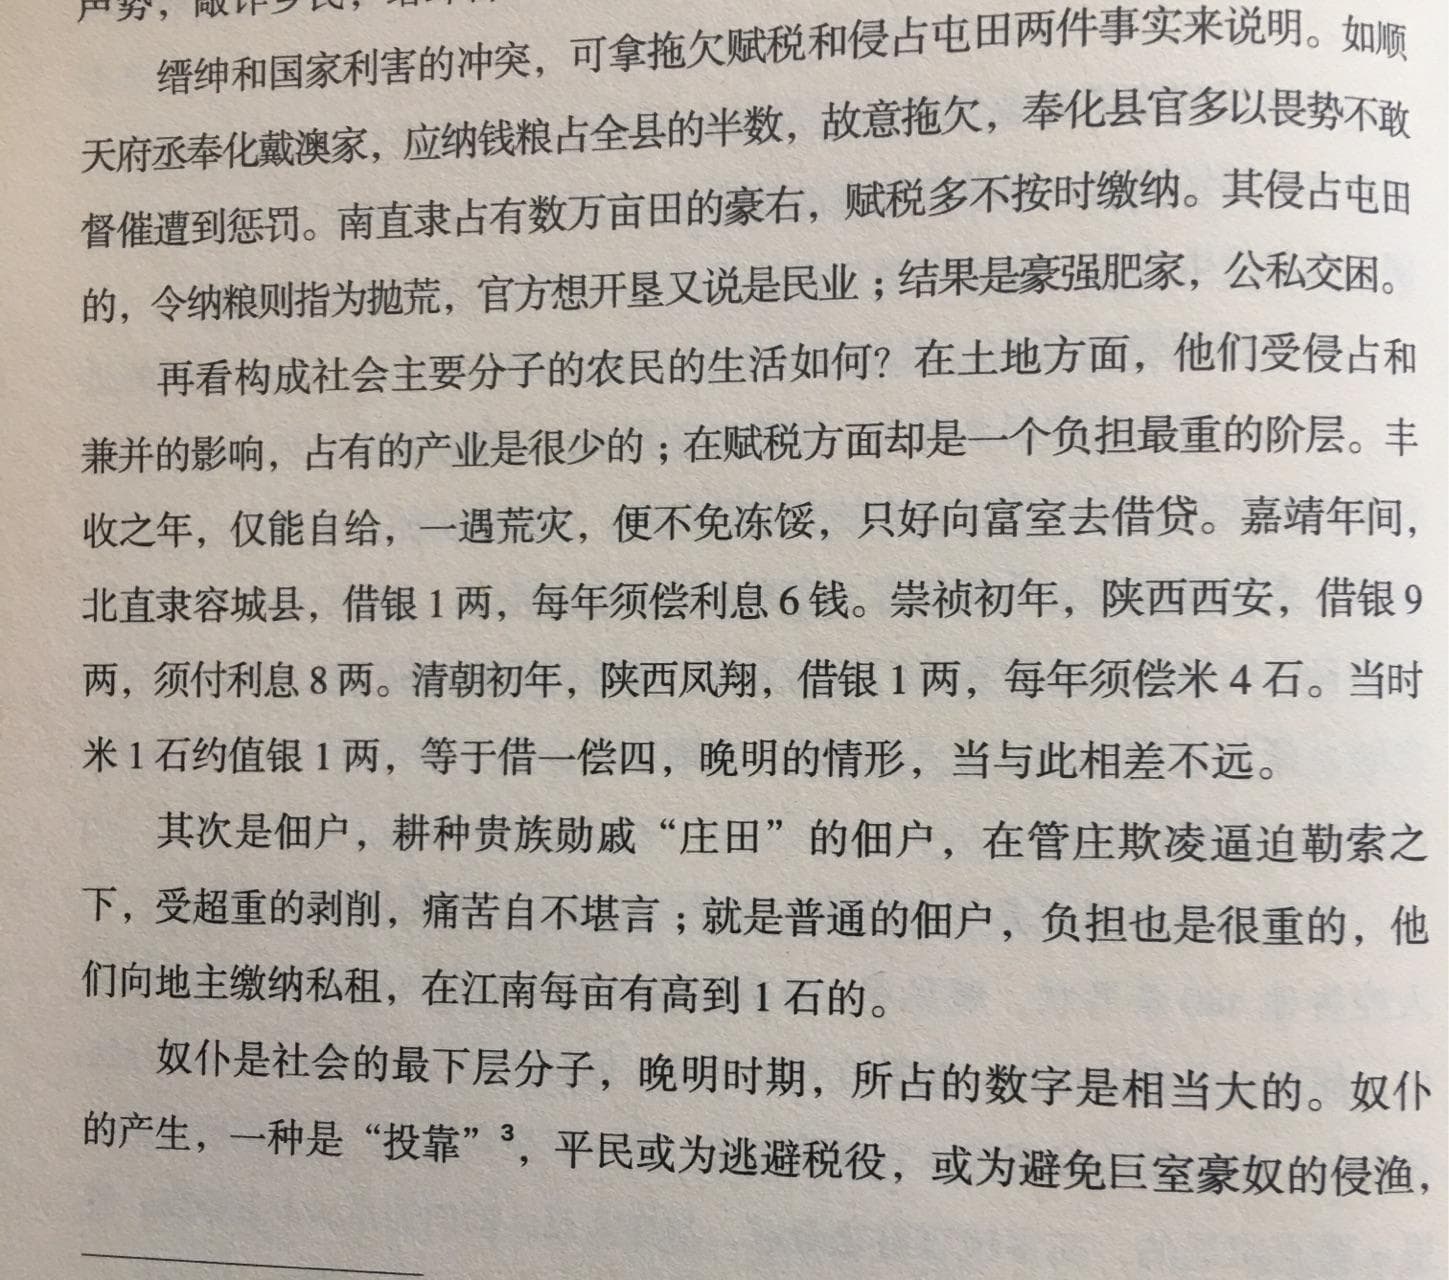 声势，敲诈乡民，
缙绅和国家利害的冲突，可拿拖欠赋税和侵占屯田两件事实来说明。如顺
天府丞奉化戴澳家，应纳钱粮占全县的半数，故意拖欠，奉化县官多以畏势不敢
督催遭到惩罚。南直隶占有数万亩田的豪右，赋税多不按时缴纳。其侵占屯田
的，令纳粮则指为抛荒，官方想开垦又说是民业；结果是豪强肥家，公私交困。
再看构成社会主要分子的农民的生活如何？在土地方面，他们受侵占和
兼并的影响，占有的产业是很少的；在赋税方面却是一个负担最重的阶层。丰
收之年，仅能自给，一遇荒灾，便不免冻馁，只好向富室去借贷。嘉靖年间，
北直隶容城县，借银1两，每年须偿利息6钱。崇祯初年，陕西西安，借银9
两，须付利息8两。清朝初年，陕西凤翔，借银1两，每年须偿米4石。当时
米1石约值银1两，等于借一偿四，晚明的情形，当与此相差不远。
其次是佃户，耕种贵族勋戚“庄田”的佃户，在管庄欺凌逼迫勒索之
下，受超重的剥削，痛苦自不堪言；就是普通的佃户，负担也是很重的，他
们向地主缴纳私租，在江南每亩有高到1石的。
奴仆是社会的最下层分子，晚明时期，所占的数字是相当大的。奴仆
的产生，一种是“投靠”3，平民或为逃避税役，或为避免巨室豪奴的侵渔，